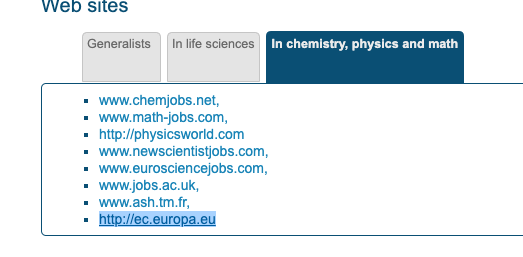 Web sites
Generalists In life sciences In chemistry, physics and math
www.chemjobs.net,
www.math-jobs.com,
http://physicsworld.com
www.newscientistjobs.com,
www.eurosciencejobs.com,
www.jobs.ac.uk,
www.ash.tm.fr,
http://ec.europa.eu